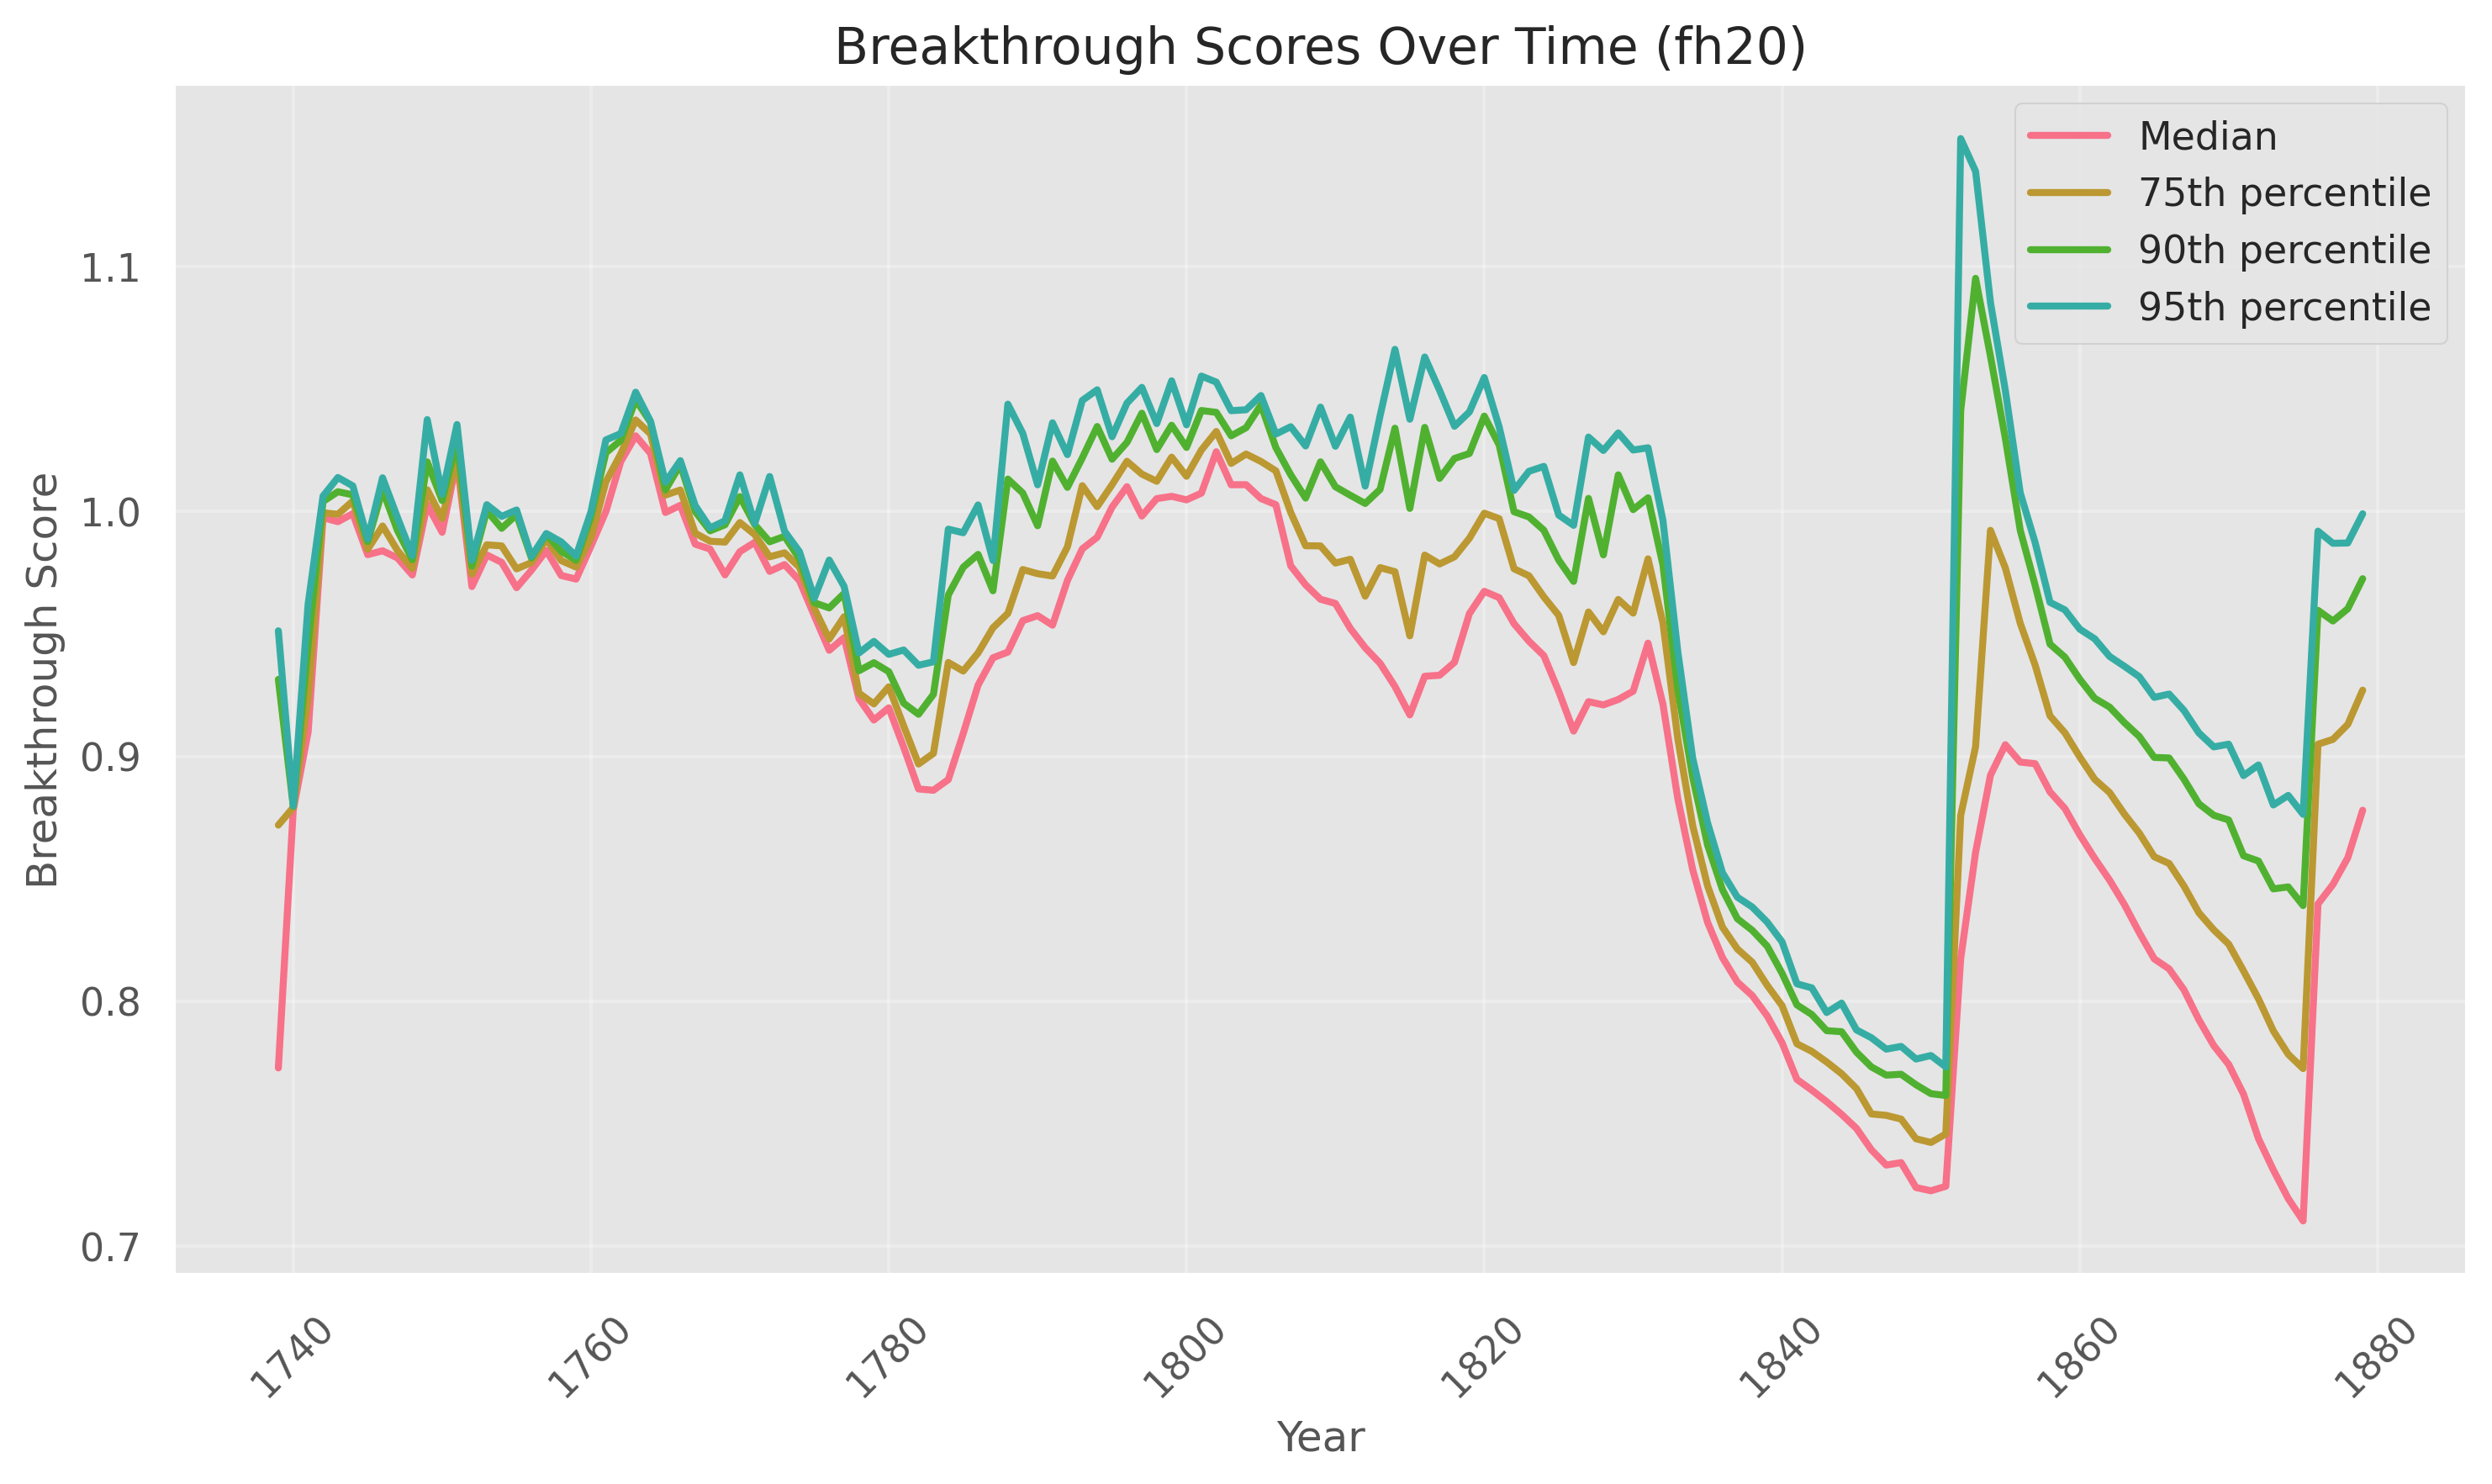 Breakthrough Scores Over Time (fh20)
Median
75th percentile
90th percentile
95th percentile
Breakthrough Score
1.1
1.0
0.9
0.8
0.7
1740
1760
1780
1800
1820
1840
1860
1880
Year